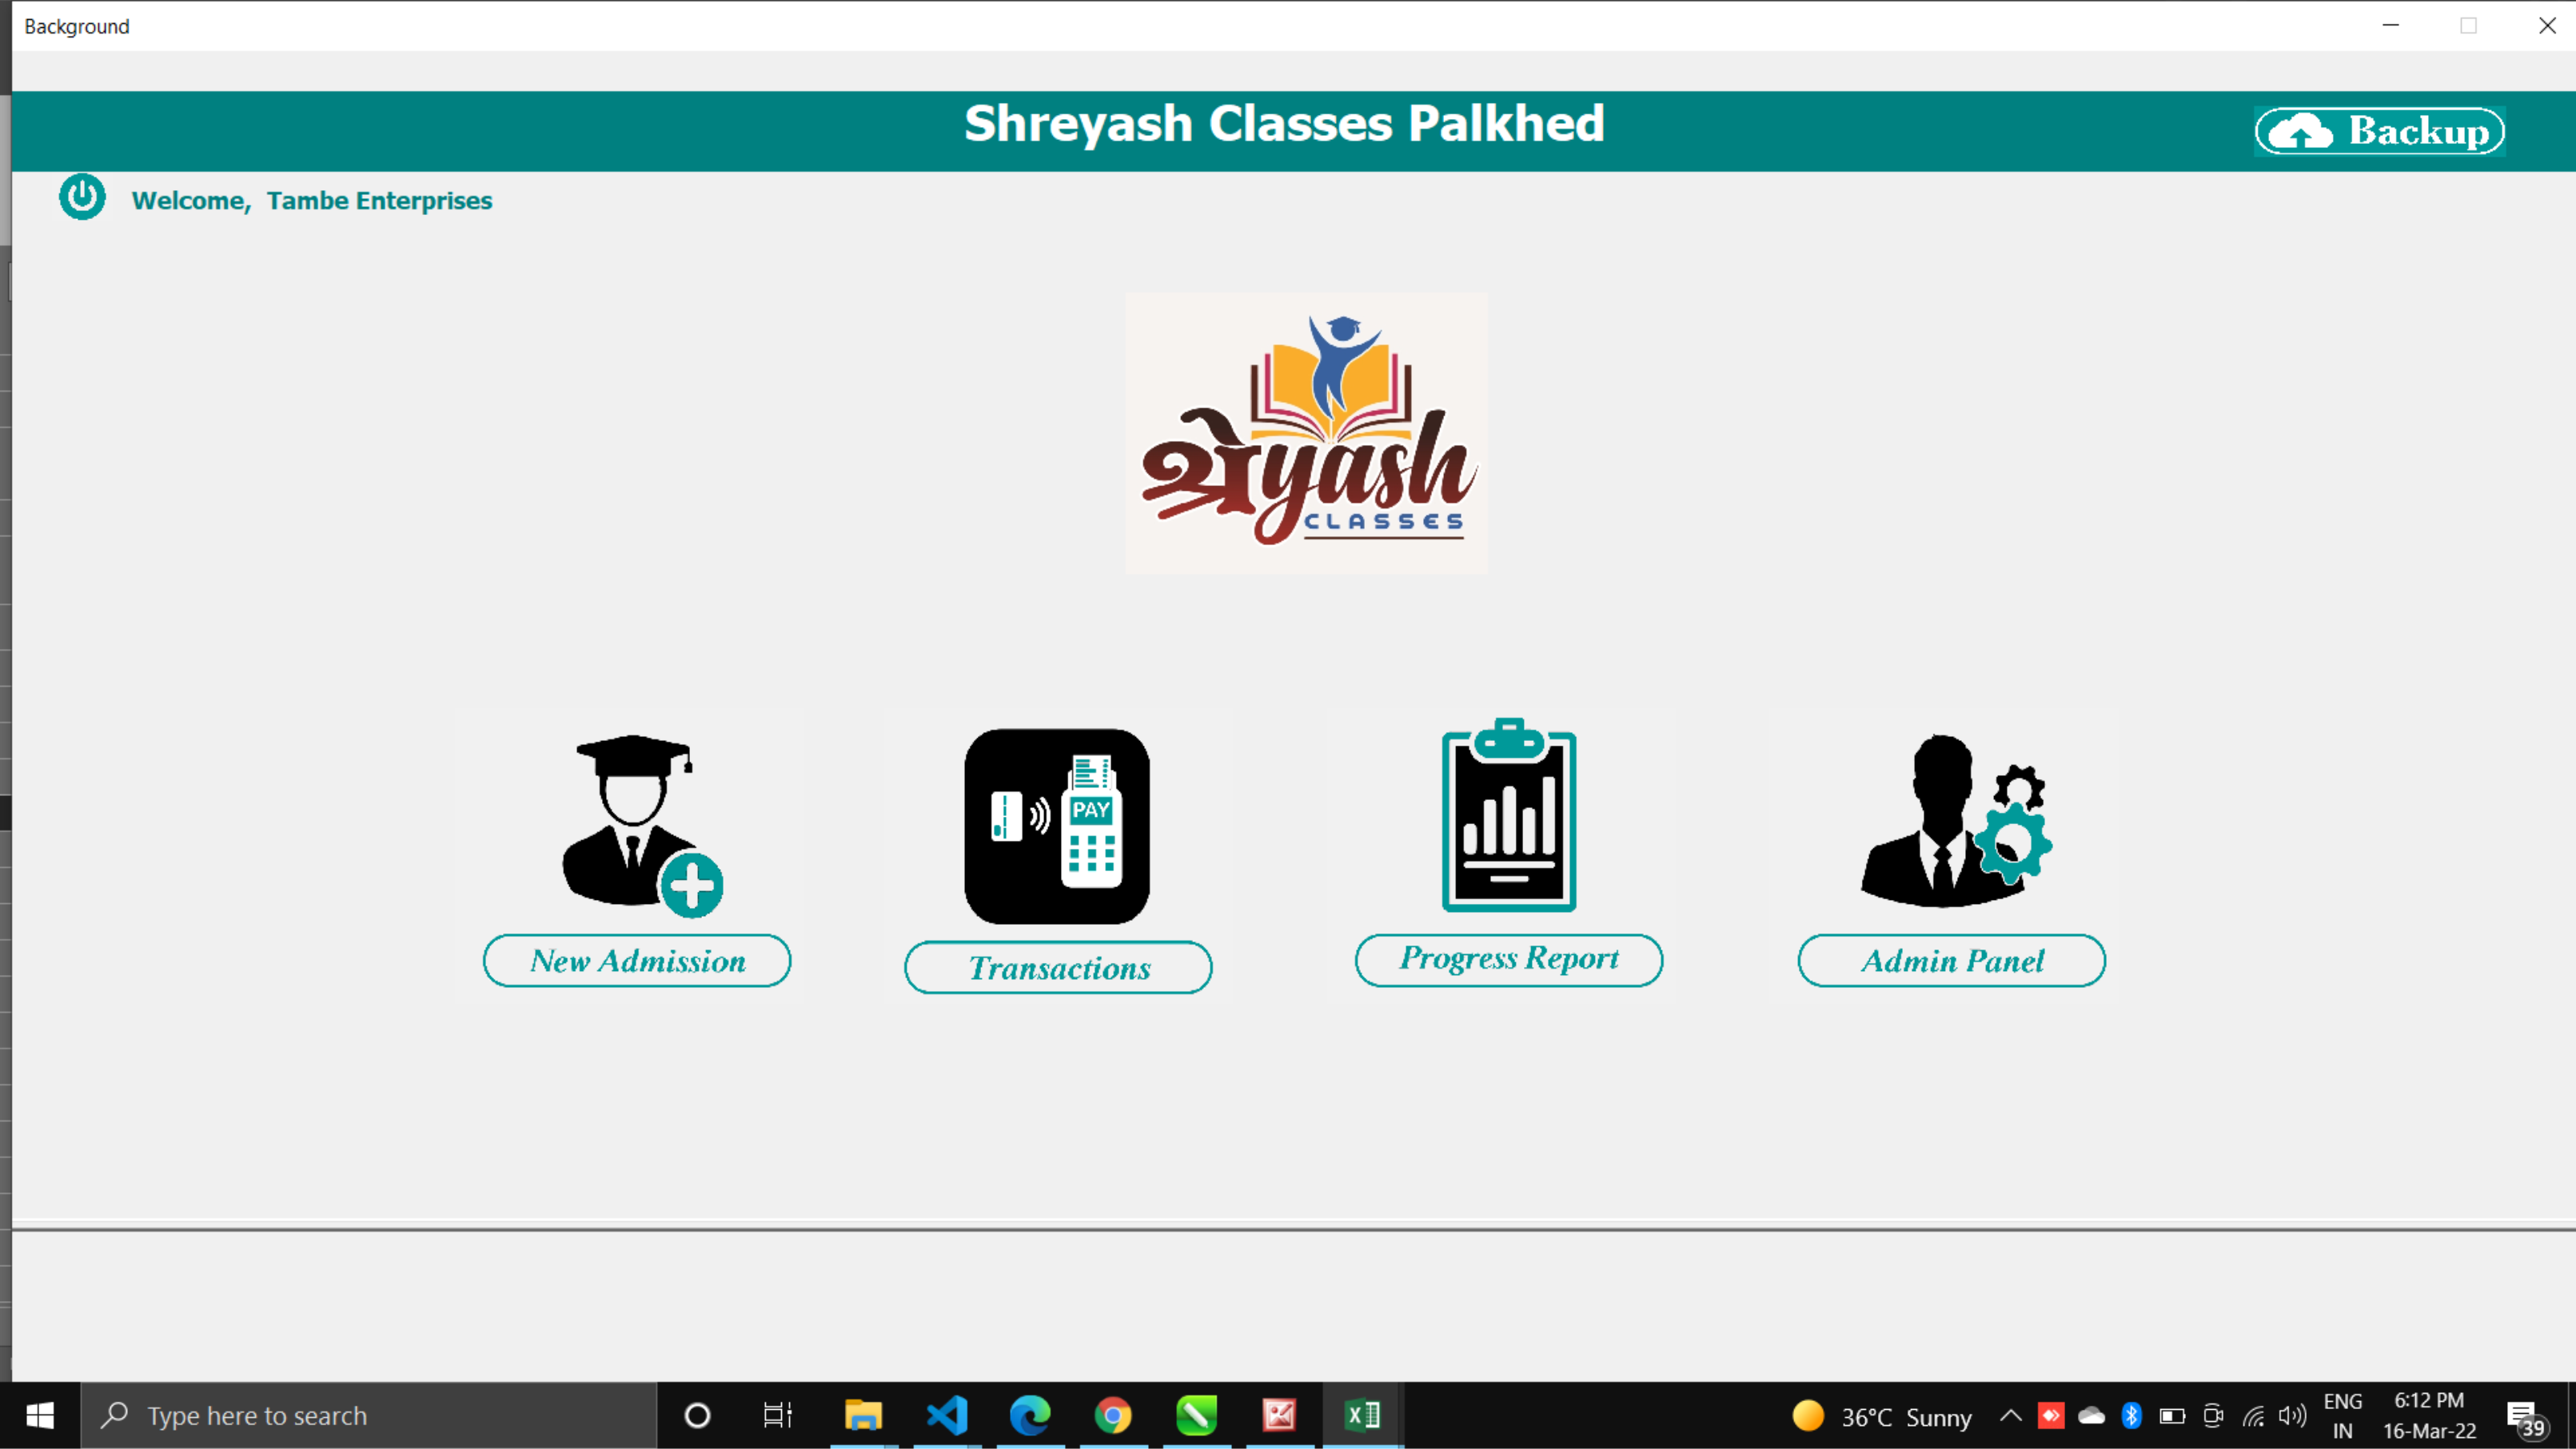 Background
Shreyash Classes Palkhed
Backup
Welcome, Tambe Enterprises
श्रेyash
CLASSES
PAY
New Admission
Transactions
Progress Report
Admin Panel
Type here to search
36°C Sunny
ENG
IN
6:12 PM
16-Mar-22
39